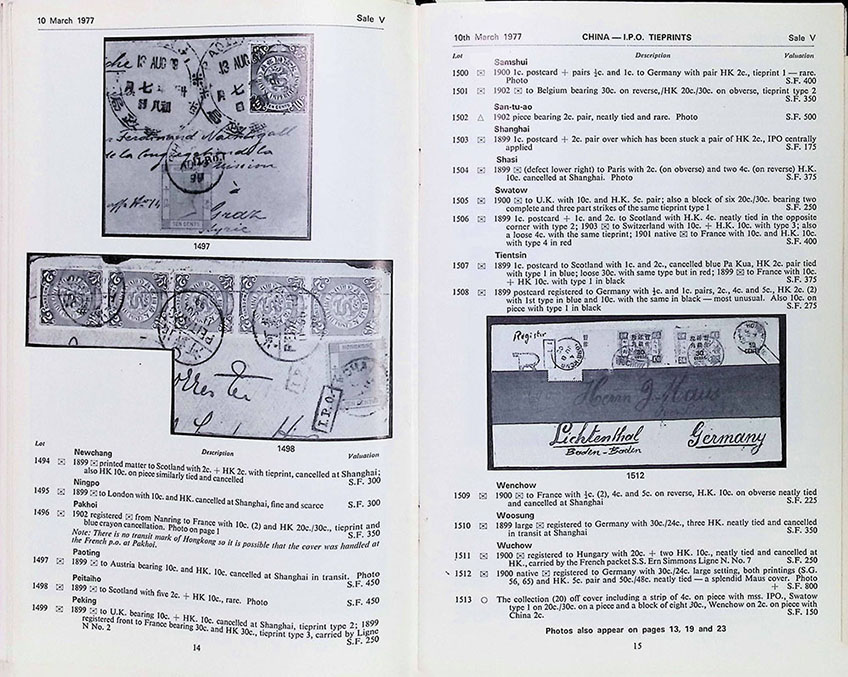 10 March 1977
Sale V
1497
1498
Lot
Description
Valuation
Newchang
1494 ✉ 1899 ✉ printed matter to Scotland with 2c. + HK 2c. with tieprint, cancelled at Shanghai;
also HK 10c. on piece similarly tied and cancelled
S.F. 300
Ningpo
1495 ✉ 1899 ✉ to London with 10c. and HK. cancelled at Shanghai, fine and scarce
S.F. 300
Pakhoi
1496 ✉ 1902 registered ✉ from Nanring to France with 10c. (2) and HK 20c./30c., tieprint and
blue crayon cancellation. Photo on page 1
S.F. 350
Note: There is no transit mark of Hongkong so it is possible that the cover was handled at
the French p.o. at Pakhoi.
Paoting
1497 ✉ 1899 ✉ to Austria bearing 10c. and HK. 10c. cancelled at Shanghai in transit. Photo
S.F. 450
Peitaiho
1498 ✉ 1899 ✉ to Scotland with five 2c. + HK 10c., rare. Photo
S.F. 450
Peking
1499 ✉ 1899 ✉ to U.K. bearing 10c. + HK 10c. cancelled at Shanghai, tieprint type 2; 1899
registered front to France bearing 30c. and HK 30c., tieprint type 3, carried by Ligne
N No. 2
S.F. 250
14
10th March 1977
CHINA — I.P.O. TIEPRINTS
Sale V
Lot
Description
Valuation
Samshui
1500 ✉ 1900 1c. postcard + pairs ½c. and 1c. to Germany with pair HK 2c., tieprint 1 — rare.
Photo
S.F. 400
1501 ✉ 1902 ✉ to Belgium bearing 30c. on reverse,/HK 20c./30c. on obverse, tieprint type 2
S.F. 350
San-tu-ao
1502 △ 1902 piece bearing 2c. pair, neatly tied and rare. Photo
S.F. 500
Shanghai
1503 ✉ 1899 1c. postcard + 2c. pair over which has been stuck a pair of HK 2c., IPO centrally
applied
S.F. 175
Shasi
1504 ✉ 1899 ✉ (defect lower right) to Paris with 2c. (on obverse) and two 4c. (on reverse) H.K.
10c. cancelled at Shanghai. Photo
S.F. 375
Swatow
1505 ✉ 1900 ✉ to U.K. with 10c. and H.K. 5c. pair; also a block of six 20c./30c. bearing two
complete and three part strikes of the same tieprint type 1
S.F. 250
1506 ✉ 1899 1c. postcard + 1c. and 2c. to Scotland with H.K. 4c. neatly tied in the opposite
corner with type 2; 1903 ✉ to Switzerland with 10c. + H.K. 10c. with type 3; also
a loose 4c. with the same tieprint; 1901 native ✉ to France with 10c. and H.K. 10c.
with type 4 in red
S.F. 400
Tientsin
1507 ✉ 1899 1c. postcard to Scotland with 1c. and 2c., cancelled blue Pa Kua, HK 2c. pair tied
with type 1 in blue; loose 30c. with same type but in red; 1899 ✉ to France with 10c.
+ HK 10c. with type 1 in black
S.F. 375
1508 ✉ 1899 postcard registered to Germany with ½c. and 1c. pairs, 2c., 4c. and 5c., HK 2c. (2)
with 1st type in blue and 10c. with the same in black — most unusual. Also 10c. on
piece with type 1 in black
S.F. 275
Register
Herrn J. Maus
Lichtenthal
Germany
Baden-Baden
1512
Wenchow
1509 ✉ 1900 ✉ to France with ½c. (2), 4c. and 5c. on reverse, H.K. 10c. on obverse neatly tied
and cancelled at Shanghai
S.F. 225
Woosung
1510 ✉ 1899 large ✉ registered to Germany with 30c./24c., three HK. neatly tied and cancelled
in transit at Shanghai
S.F. 350
Wuchow
1511 ✉ 1900 ✉ registered to Hungary with 20c. + two HK. 10c., neatly tied and cancelled at
HK., carried by the French packet S.S. Ern Simmons Ligne N. No. 7
S.F. 250
1512 ✉ 1900 native ✉ registered to Germany with 30c./24c. large setting, both printings (S.G.
56, 65) and HK. 5c. pair and 50c./48c. neatly tied — a splendid Maus cover. Photo
+ S.F. 800
1513 ○ The collection (20) off cover including a strip of 4c. on piece with mss. IPO., Swatow
type 1 on 20c./30c. on a piece and a block of eight 30c., Wenchow on 2c. on piece with
China 2c.
S.F. 150
Photos also appear on pages 13, 19 and 23
15